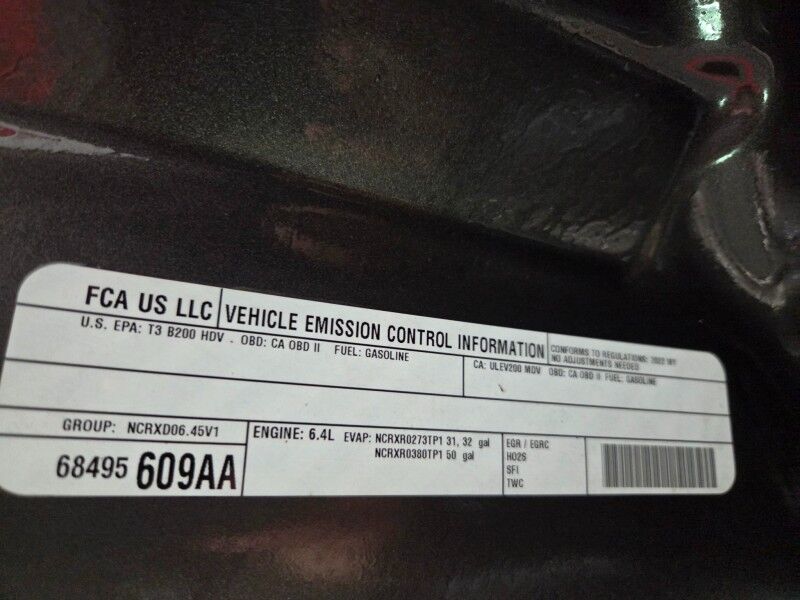 FCA US LLC
VEHICLE EMISSION CONTROL INFORMATION
CONFORMS TO REGULATIONS: 2022 MY
NO ADJUSTMENTS NEEDED
U.S. EPA: T3 B200 HDV . OBD: CA OBD II FUEL: GASOLINE
CA: ULEV200 MDV OBD: CA OBD II FUEL: GASOLINE
GROUP: NCRXD06.45V1
68495 609AA
ENGINE: 6.4L EVAP: NCRXR0273TP1 31, 32 gal
NCRXR0380TP1 50 gal
EGR / EGRC
HO2S
SFI
TWC